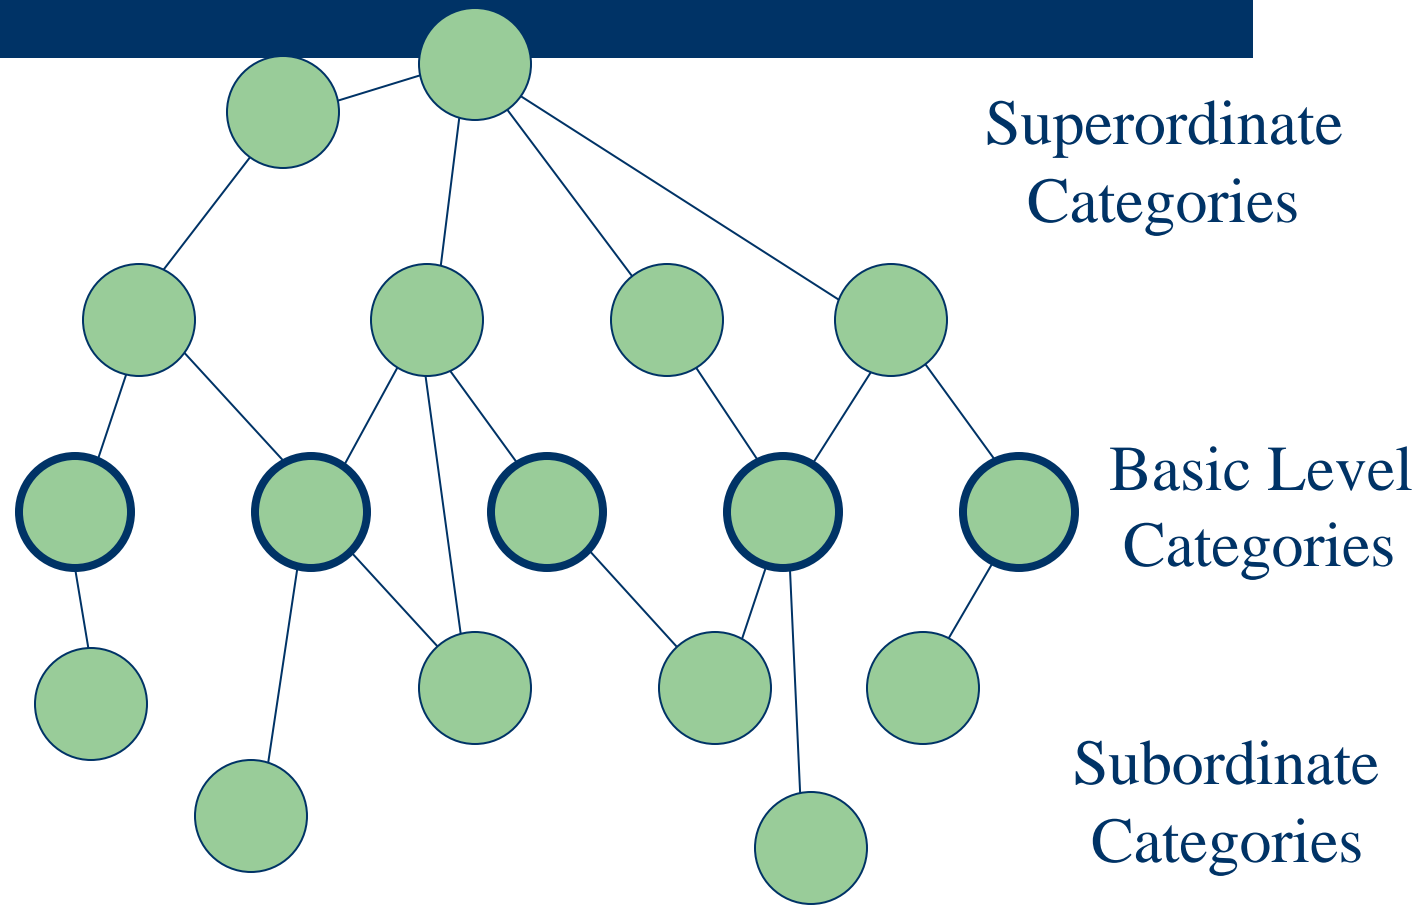 Superordinate
Categories
Basic Level
Categories
Subordinate
Categories